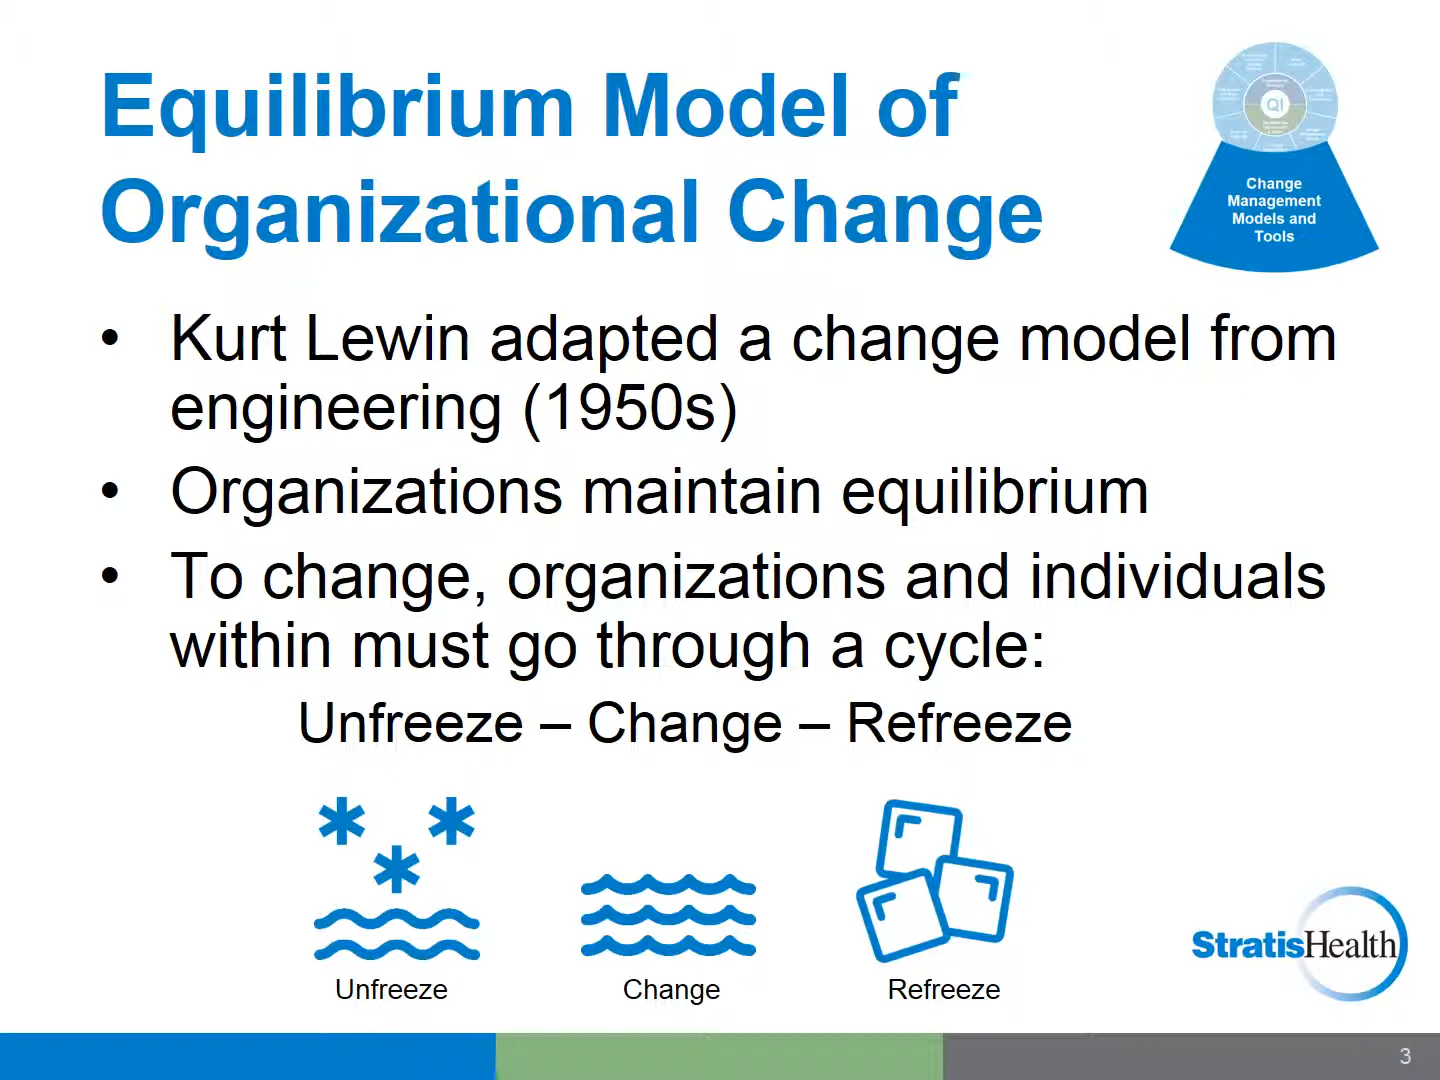 Equilibrium Model of
Organizational Change
QI
Change
Management
Models and
Tools
• Kurt Lewin adapted a change model from
engineering (1950s)
• Organizations maintain equilibrium
• To change, organizations and individuals
within must go through a cycle:
Unfreeze – Change – Refreeze
Unfreeze
Change
Refreeze
StratisHealth
3